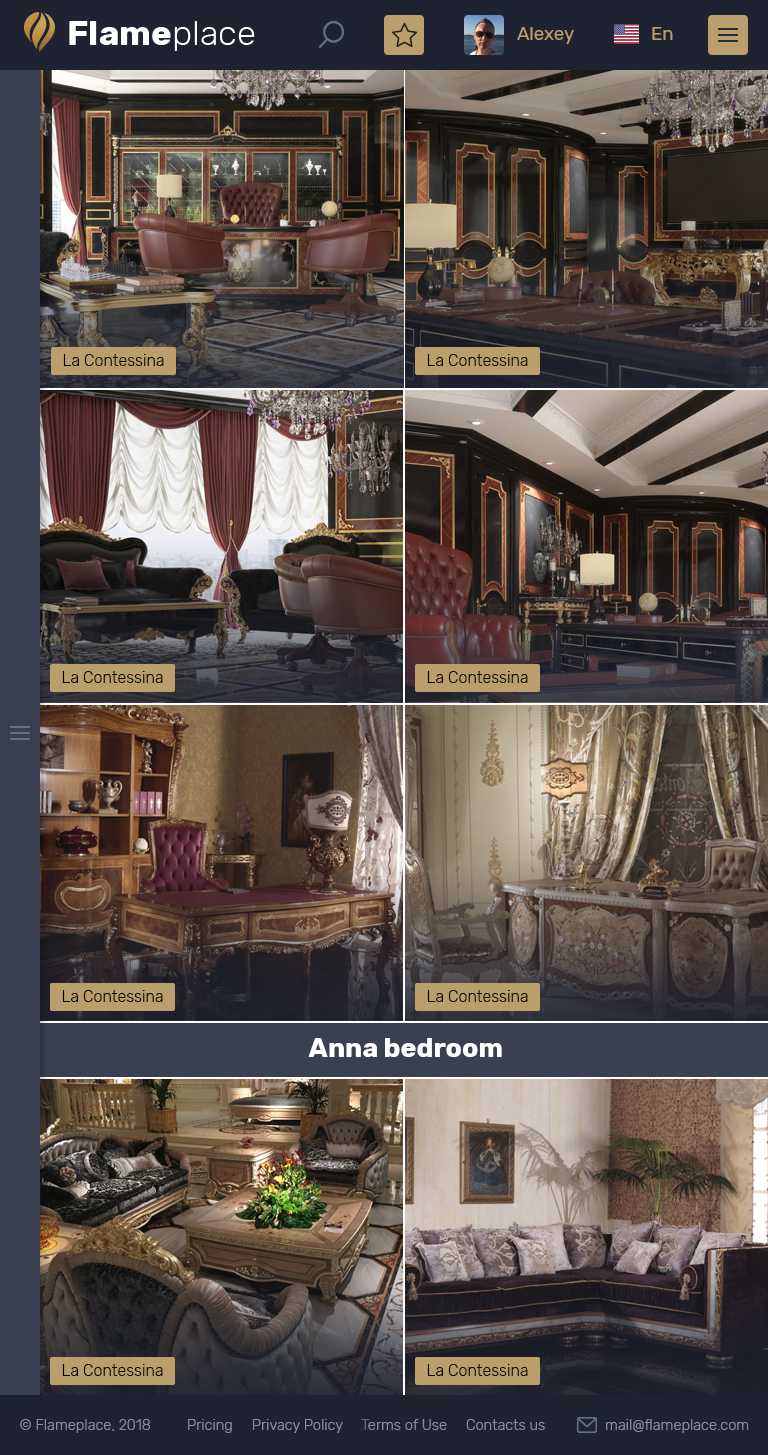 Flameplace
Alexey
En
La Contessina
La Contessina
La Contessina
La Contessina
La Contessina
La Contessina
Anna bedroom
La Contessina
La Contessina
© Flameplace, 2018
Pricing
Privacy Policy
Terms of Use
Contacts us
mail@flameplace.com